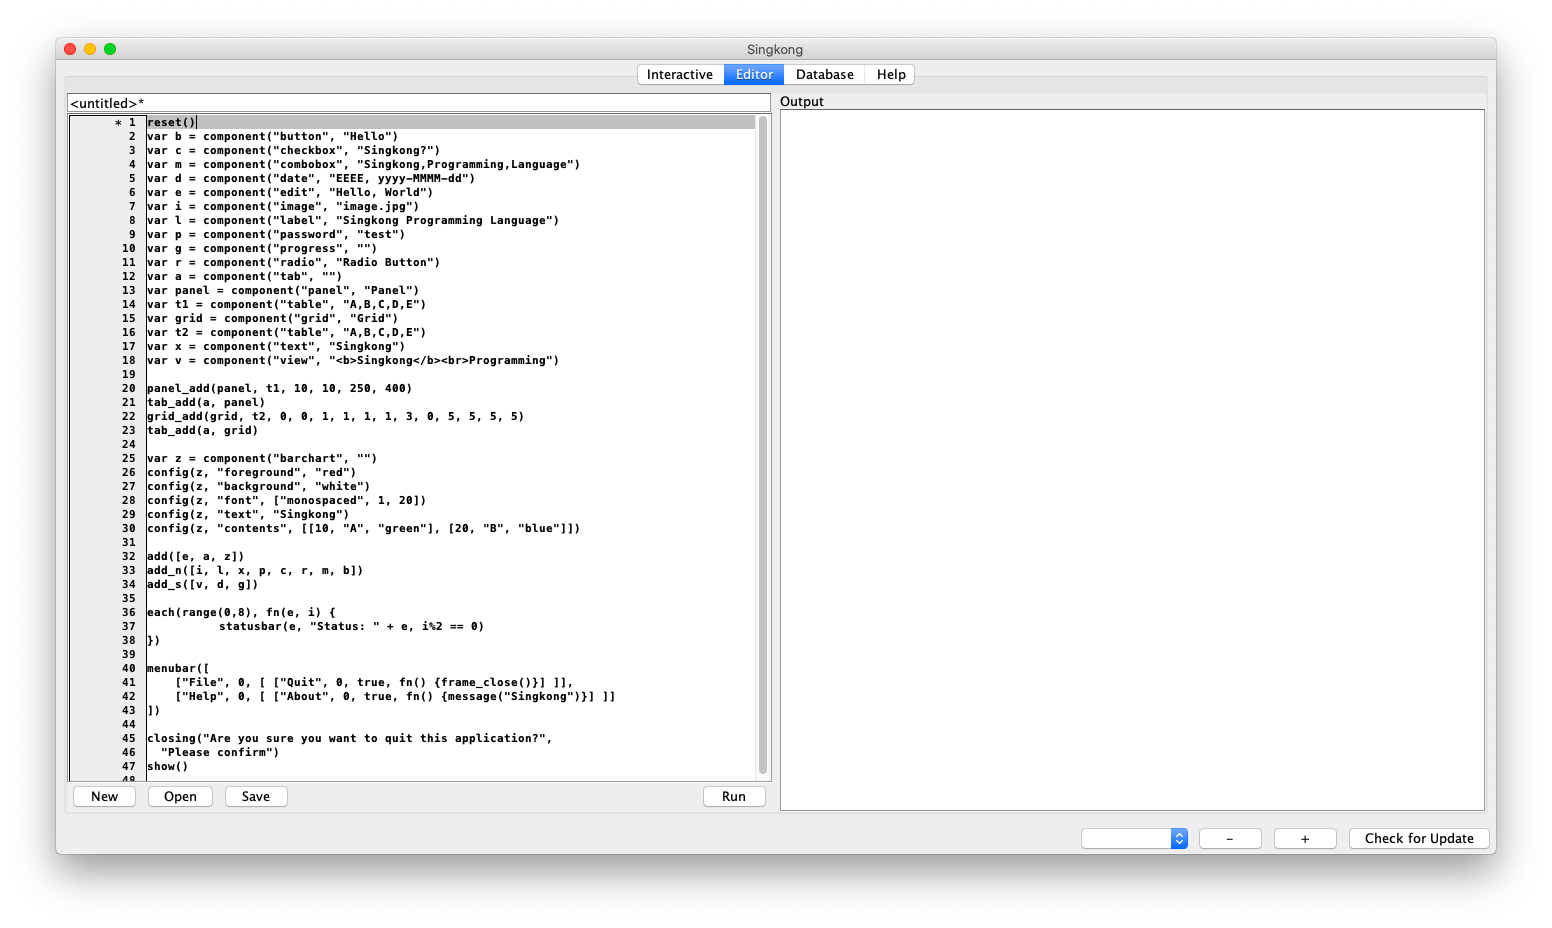 Singkong
Interactive Editor Database Help
<untitled>*
Output
* 1 reset()
2 var b = component("button", "Hello")
3 var c = component("checkbox", "Singkong?")
4 var m = component("combobox", "Singkong,Programming,Language")
5 var d = component("date", "EEEE, yyyy-MMMM-dd")
6 var e = component("edit", "Hello, World")
7 var i = component("image", "image.jpg")
8 var l = component("label", "Singkong Programming Language")
9 var p = component("password", "test")
10 var g = component("progress", "")
11 var r = component("radio", "Radio Button")
12 var a = component("tab", "")
13 var panel = component("panel", "Panel")
14 var t1 = component("table", "A,B,C,D,E")
15 var grid = component("grid", "Grid")
16 var t2 = component("table", "A,B,C,D,E")
17 var x = component("text", "Singkong")
18 var v = component("view", "<b>Singkong</b><br>Programming")
19
20 panel_add(panel, t1, 10, 10, 250, 400)
21 tab_add(a, panel)
22 grid_add(grid, t2, 0, 0, 1, 1, 1, 1, 3, 0, 5, 5, 5, 5)
23 tab_add(a, grid)
24
25 var z = component("barchart", "")
26 config(z, "foreground", "red")
27 config(z, "background", "white")
28 config(z, "font", ["monospaced", 1, 20])
29 config(z, "text", "Singkong")
30 config(z, "contents", [[10, "A", "green"], [20, "B", "blue"]])
31
32 add([e, a, z])
33 add_n([i, l, x, p, c, r, m, b])
34 add_s([v, d, g])
35
36 each(range(0,8), fn(e, i) {
37 statusbar(e, "Status: " + e, i%2 == 0)
38 })
39
40 menubar([
41 ["File", 0, [ ["Quit", 0, true, fn() {frame_close()}] ]],
42 ["Help", 0, [ ["About", 0, true, fn() {message("Singkong")}] ]]
43 ])
44
45 closing("Are you sure you want to quit this application?",
46 "Please confirm")
47 show()
48
New Open Save Run
- + Check for Update